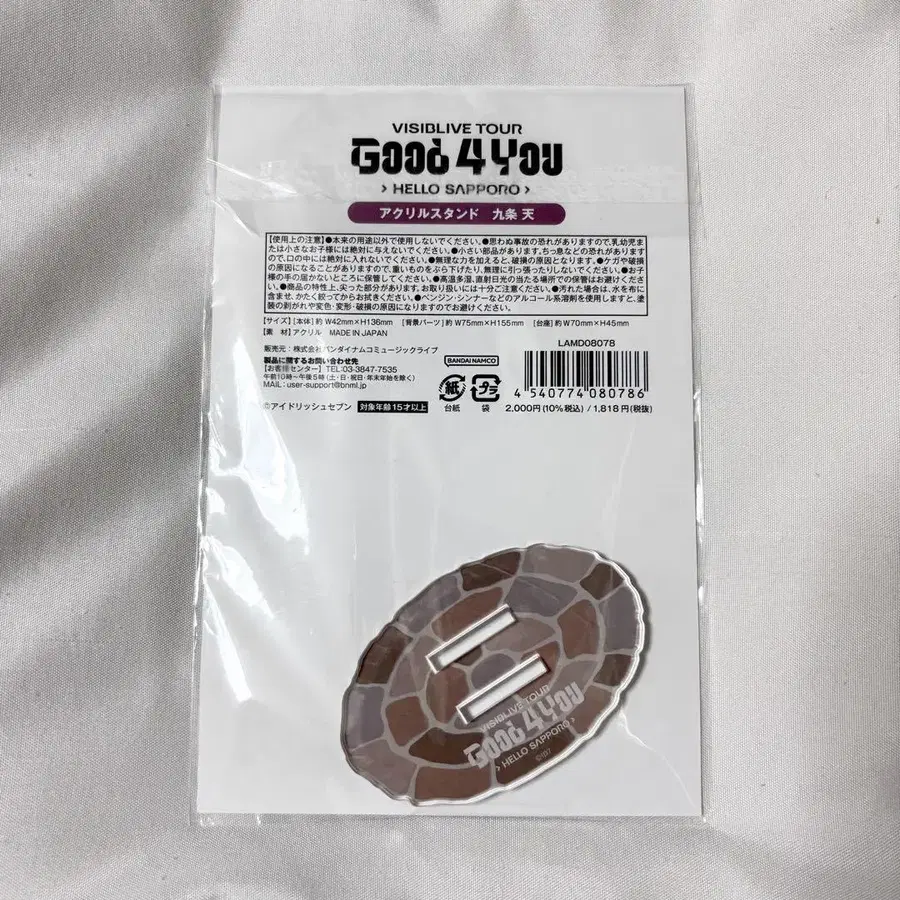 VISIBLIVE TOUR
Good 4 You
› HELLO SAPPORO ›
アクリルスタンド 九条 天
【使用上の注意】●本来の用途以外で使用しないでください。●思わぬ事故の恐れがありますので、乳幼児ま
たは小さなお子様には絶対に与えないでください。●小さい部品があります。ちっ息などの恐れがあります
ので、口の中には絶対に入れないでください。●無理な力を加えると、破損の原因となります。●ケガや破損
の原因になることがありますので、重いものをぶら下げたり、無理に引っ張ったりしないでください。●お子
様の手の届かないところに保管してください。●高温多湿、直射日光の当たる場所での保管はお避けください。
●商品の特性上、尖った部分があります。お取り扱いには十分ご注意ください。●汚れた場合は、水を布に
含ませ、かたく絞ってからお拭きください。●ベンジン・シンナーなどのアルコール系溶剤を使用しますと、塗
装の剥がれや変色・変形・破損の原因になりますのでお避けください。
【サイズ】 [本体] 約 W42mm×H136mm [背景パーツ] 約 W75mm×H155mm [台座] 約 W70mm×H45mm
【素 材】 アクリル MADE IN JAPAN
販売元：株式会社バンダイナムコミュージックライブ
製品に関するお問い合わせ先
【お客様センター】 TEL:03-3847-7535
午前10時〜午後5時 (土・日・祝日・年末年始を除く)
MAIL: user-support@bnml.jp
©アイドリッシュセブン 対象年齢15才以上
BANDAI NAMCO
紙 プラ
台紙 袋
LAMD08078
4 540774 080786
2,000円(10%税込) / 1,818円(税抜)
VISIBLIVE TOUR
Good 4 You
› HELLO SAPPORO ›
©ID7